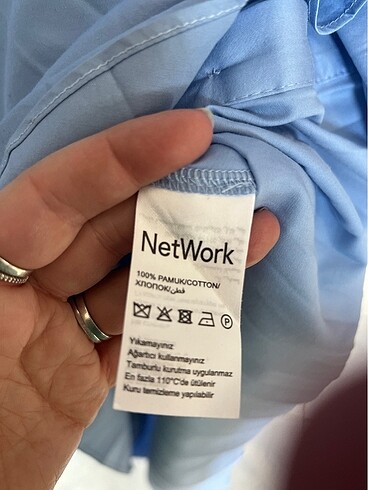 NetWork
100% PAMUK/COTTON/
ХЛОПОК/قطن
P
Yıkamayınız
Ağartıcı kullanmayınız
Tamburlu kurutma uygulanmaz
En fazla 110°C'de ütülenir
Kuru temizleme yapılabilir